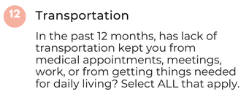 12 Transportation
In the past 12 months, has lack of
transportation kept you from
medical appointments, meetings,
work, or from getting things needed
for daily living? Select ALL that apply.